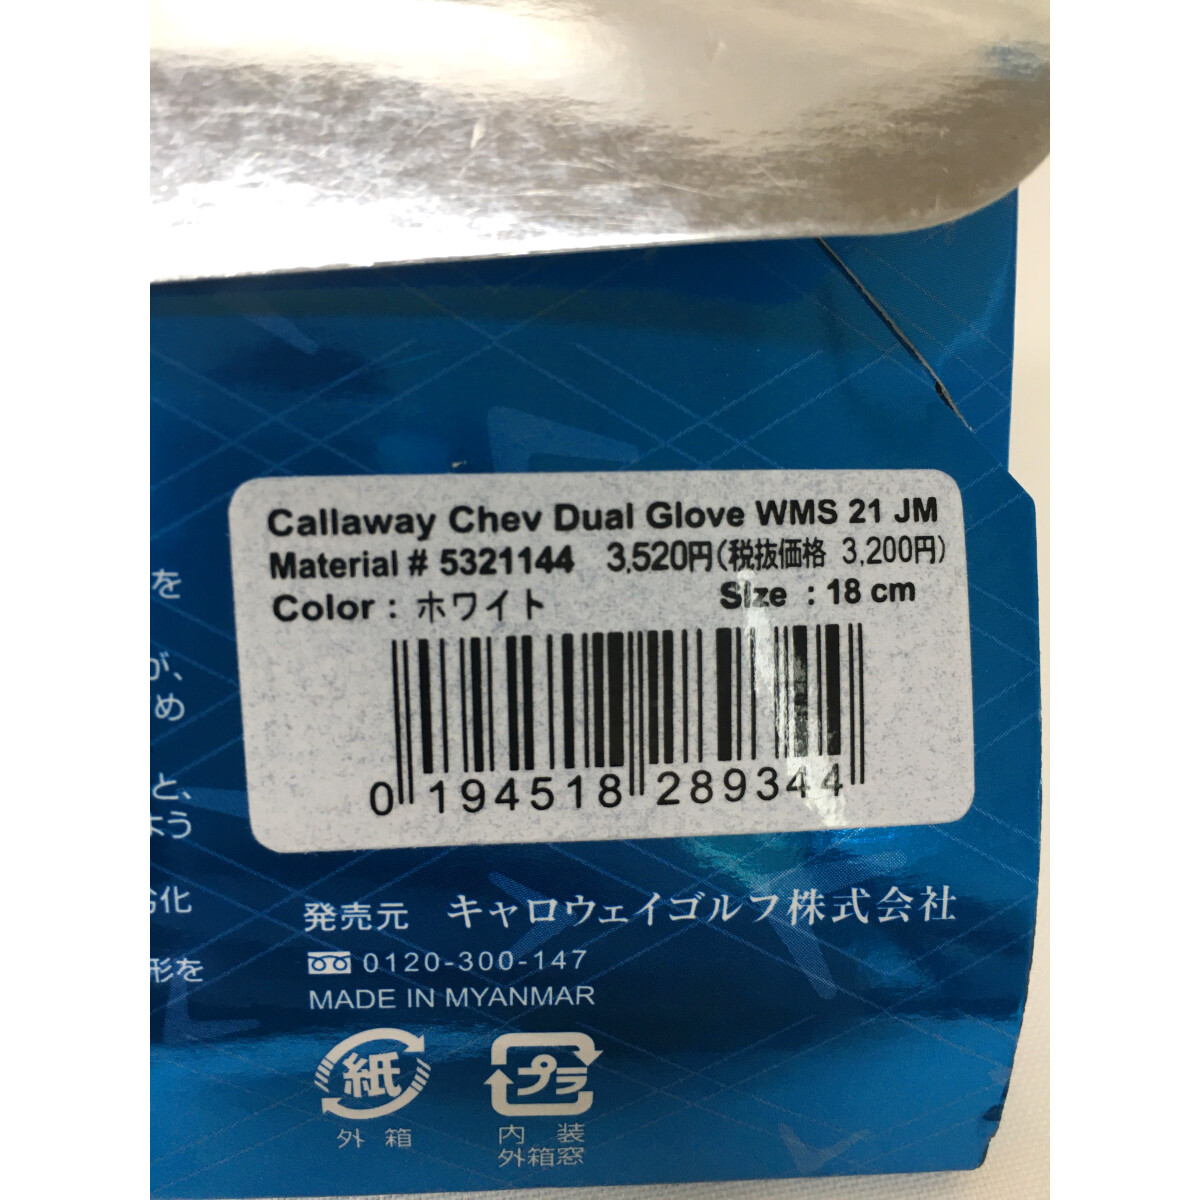 Callaway Chev Dual Glove WMS 21 JM
Material # 5321144 3,520円(税抜価格 3,200円)
Color : ホワイト Size : 18 cm
0 194518 289344
を
が、
め
と、
よう
劣化
形を
発売元 キャロウェイゴルフ株式会社
0120-300-147
MADE IN MYANMAR
紙
プラ
外箱
内装
外箱窓